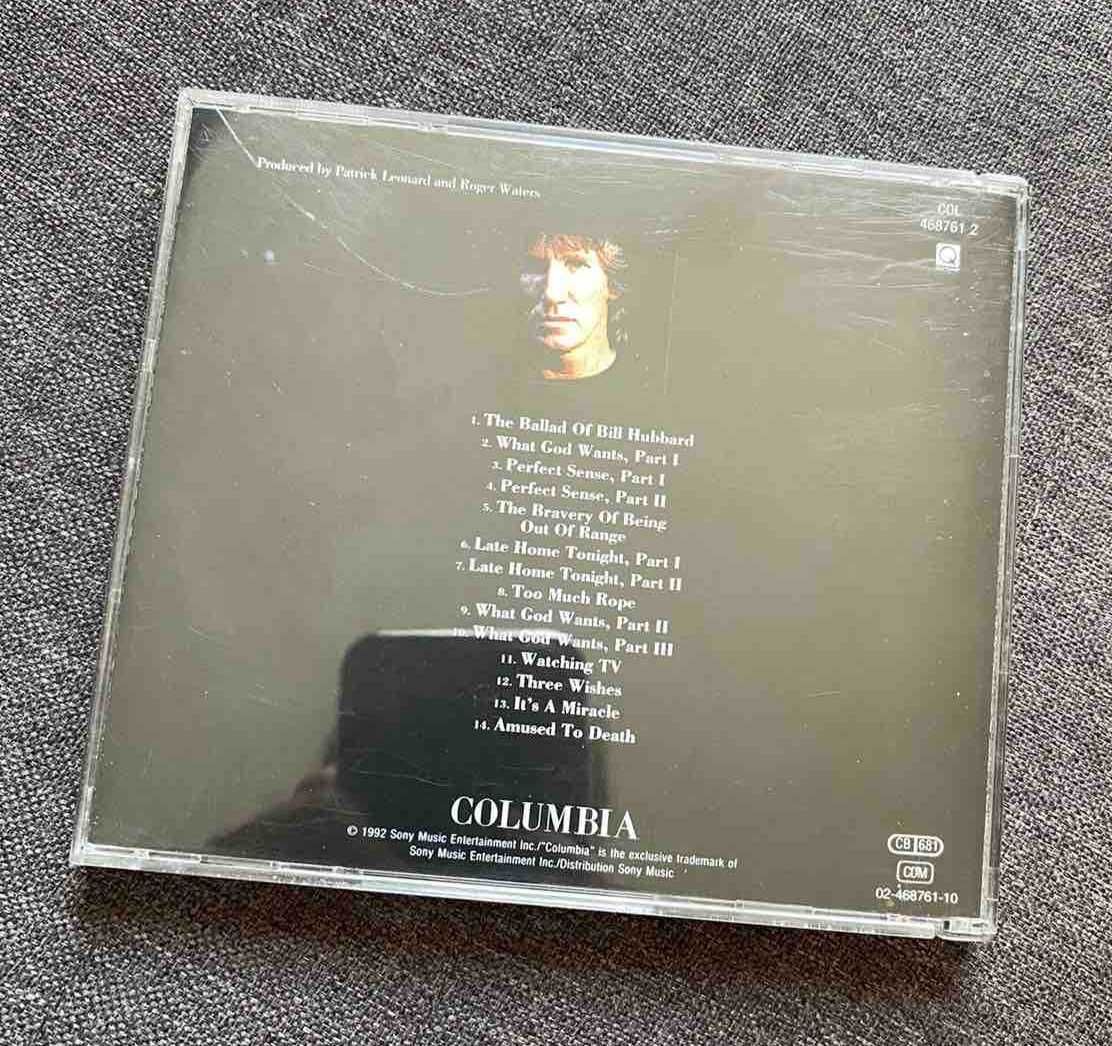 Produced by Patrick Leonard and Roger Waters
COL
468761 2
Q
1. The Ballad Of Bill Hubbard
2. What God Wants, Part I
3. Perfect Sense, Part I
4. Perfect Sense, Part II
5. The Bravery Of Being
Out Of Range
6. Late Home Tonight, Part I
7. Late Home Tonight, Part II
8. Too Much Rope
9. What God Wants, Part II
10. What God Wants, Part III
11. Watching TV
12. Three Wishes
13. It's A Miracle
14. Amused To Death
COLUMBIA
© 1992 Sony Music Entertainment Inc./"Columbia" is the exclusive trademark of
Sony Music Entertainment Inc./Distribution Sony Music
CB 681
CDM
02-468761-10